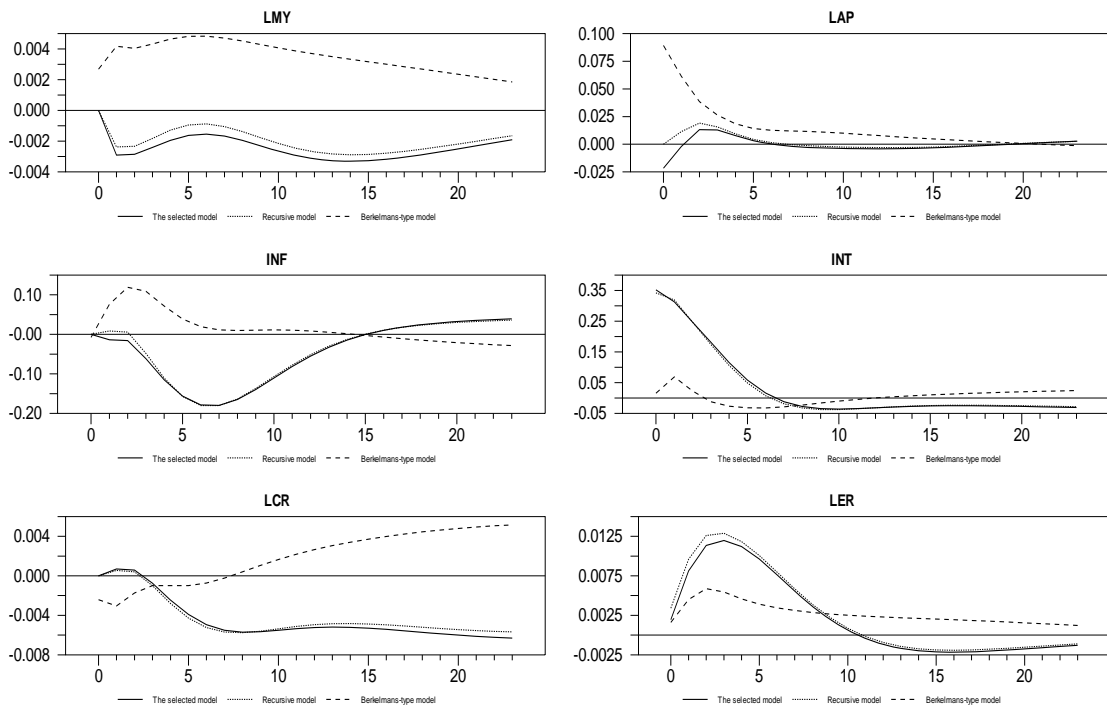 LMY
0.004
0.002
0.000
-0.002
-0.004
0 5 10 15 20
The selected model Recursive model Berkelmans-type model
LAP
0.100
0.075
0.050
0.025
0.000
-0.025
0 5 10 15 20
The selected model Recursive model Berkelmans-type model
INF
0.10
-0.00
-0.10
-0.20
0 5 10 15 20
The selected model Recursive model Berkelmans-type model
INT
0.35
0.25
0.15
0.05
-0.05
0 5 10 15 20
The selected model Recursive model Berkelmans-type model
LCR
0.004
0.000
-0.004
-0.008
0 5 10 15 20
The selected model Recursive model Berkelmans-type model
LER
0.0125
0.0075
0.0025
-0.0025
0 5 10 15 20
The selected model Recursive model Berkelmans-type model